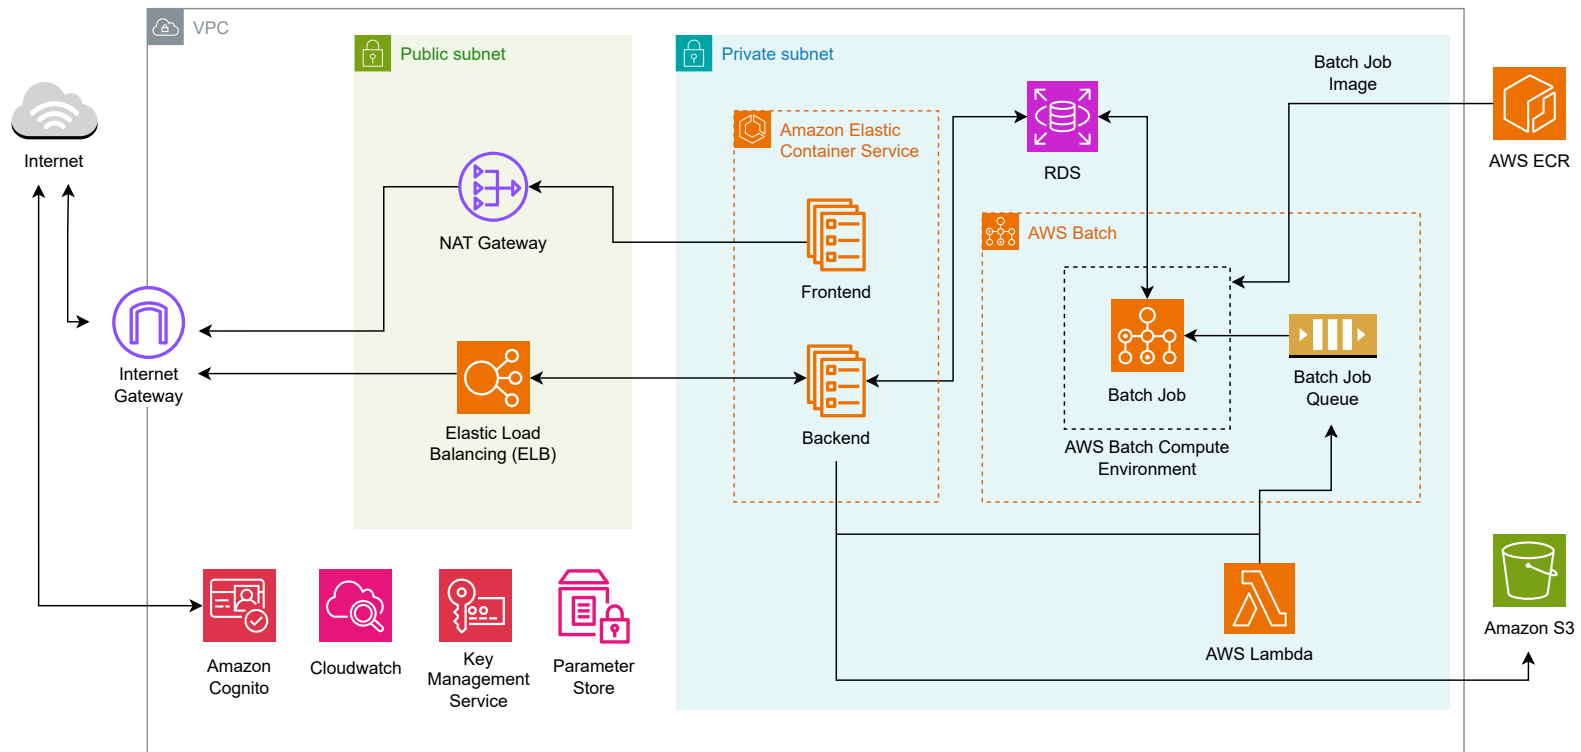 VPC
Public subnet
Private subnet
Batch Job
Image
Internet
Amazon Elastic
Container Service
RDS
AWS ECR
NAT Gateway
AWS Batch
Frontend
Internet
Gateway
Elastic Load
Balancing (ELB)
Backend
Batch Job
Batch Job
Queue
AWS Batch Compute
Environment
Amazon
Cognito
Cloudwatch
Key
Management
Service
Parameter
Store
AWS Lambda
Amazon S3